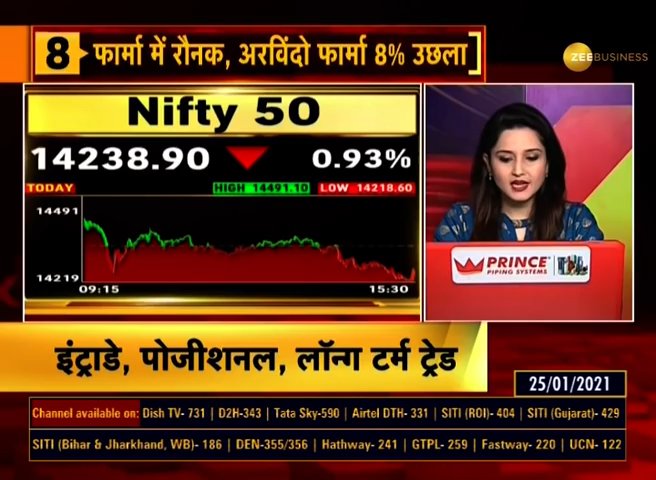 8 फार्मा में रौनक, अरविंदो फार्मा 8% उछला
ZEE BUSINESS
Nifty 50
14238.90 0.93%
TODAY HIGH 14491.10 LOW 14218.60
14491
14219
09:15 15:30
PRINCE
PIPING SYSTEMS
इंट्राडे, पोजीशनल, लॉन्ग टर्म ट्रेड
25/01/2021
Channel available on: Dish TV- 731 | D2H-343 | Tata Sky-590 | Airtel DTH- 331 | SITI (ROI)- 404 | SITI (Gujarat)- 429
SITI (Bihar & Jharkhand, WB)- 186 | DEN-355/356 | Hathway- 241 | GTPL- 259 | Fastway- 220 | UCN- 122